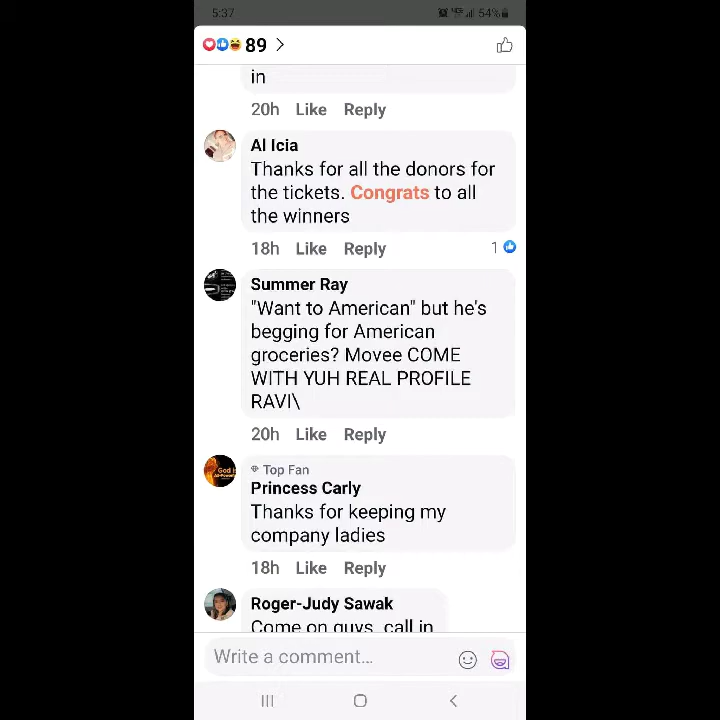 5:37
54%
89
in
20h Like Reply
Al Icia
Thanks for all the donors for
the tickets. Congrats to all
the winners
18h Like Reply 1
Summer Ray
"Want to American" but he's
begging for American
groceries? Movee COME
WITH YUH REAL PROFILE
RAVI\
20h Like Reply
Top Fan
Princess Carly
Thanks for keeping my
company ladies
18h Like Reply
Roger-Judy Sawak
Come on guys, call in
Write a comment...